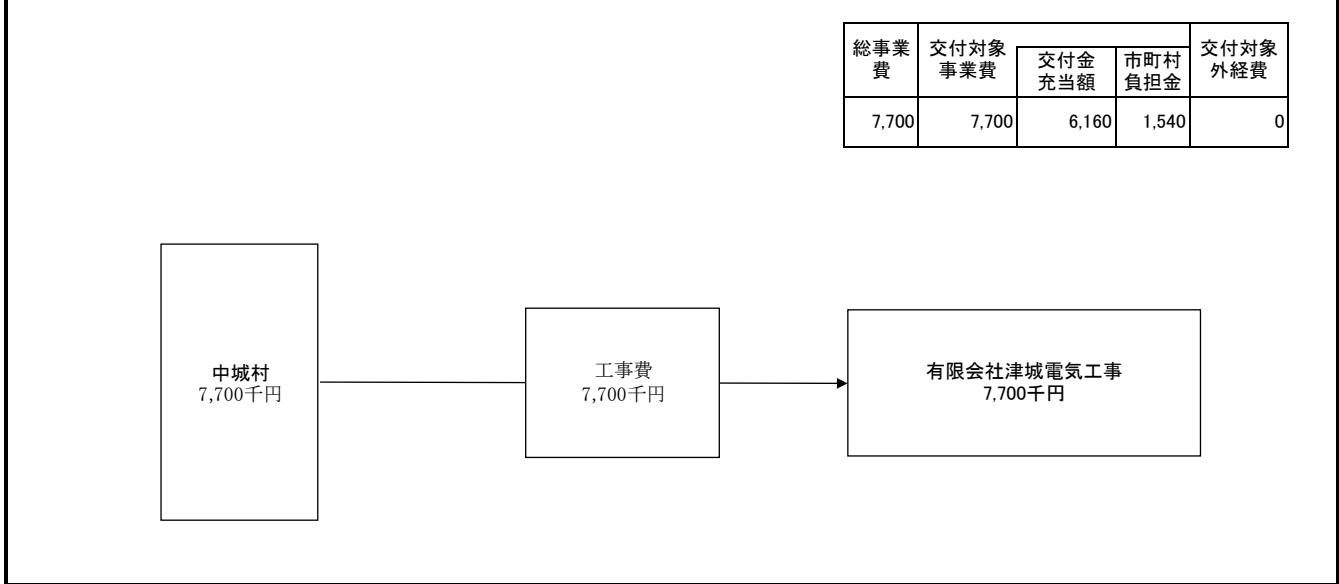 総事業
費
交付対象
事業費
交付金
充当額
市町村
負担金
交付対象
外経費
7,700
7,700
6,160
1,540
0
中城村
7,700千円
工事費
7,700千円
有限会社津城電気工事
7,700千円